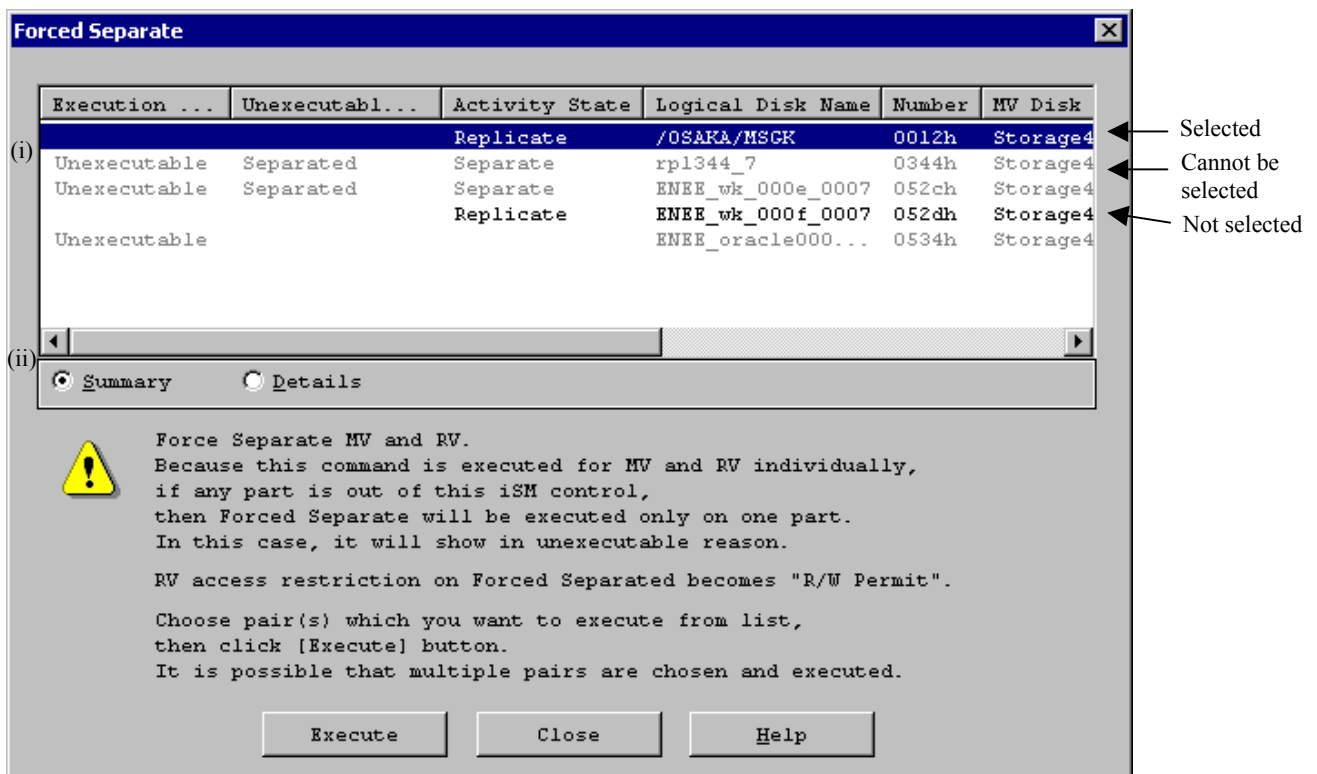 Forced Separate
Execution ... Unexecutabl... Activity State Logical Disk Name Number MV Disk
Replicate /OSAKA/MSGK 0012h Storage4 Selected
(i)
Unexecutable Separated Separate rpl344_7 0344h Storage4 Cannot be
selected
Unexecutable Separated Separate ENEE_wk_000e_0007 052ch Storage4
Replicate ENEE_wk_000f_0007 052dh Storage4 Not selected
Unexecutable ENEE_oracle000... 0534h Storage4
(ii)
Summary Details
Force Separate MV and RV.
Because this command is executed for MV and RV individually,
if any part is out of this iSM control,
then Forced Separate will be executed only on one part.
In this case, it will show in unexecutable reason.
RV access restriction on Forced Separated becomes "R/W Permit".
Choose pair(s) which you want to execute from list,
then click [Execute] button.
It is possible that multiple pairs are chosen and executed.
Execute Close Help